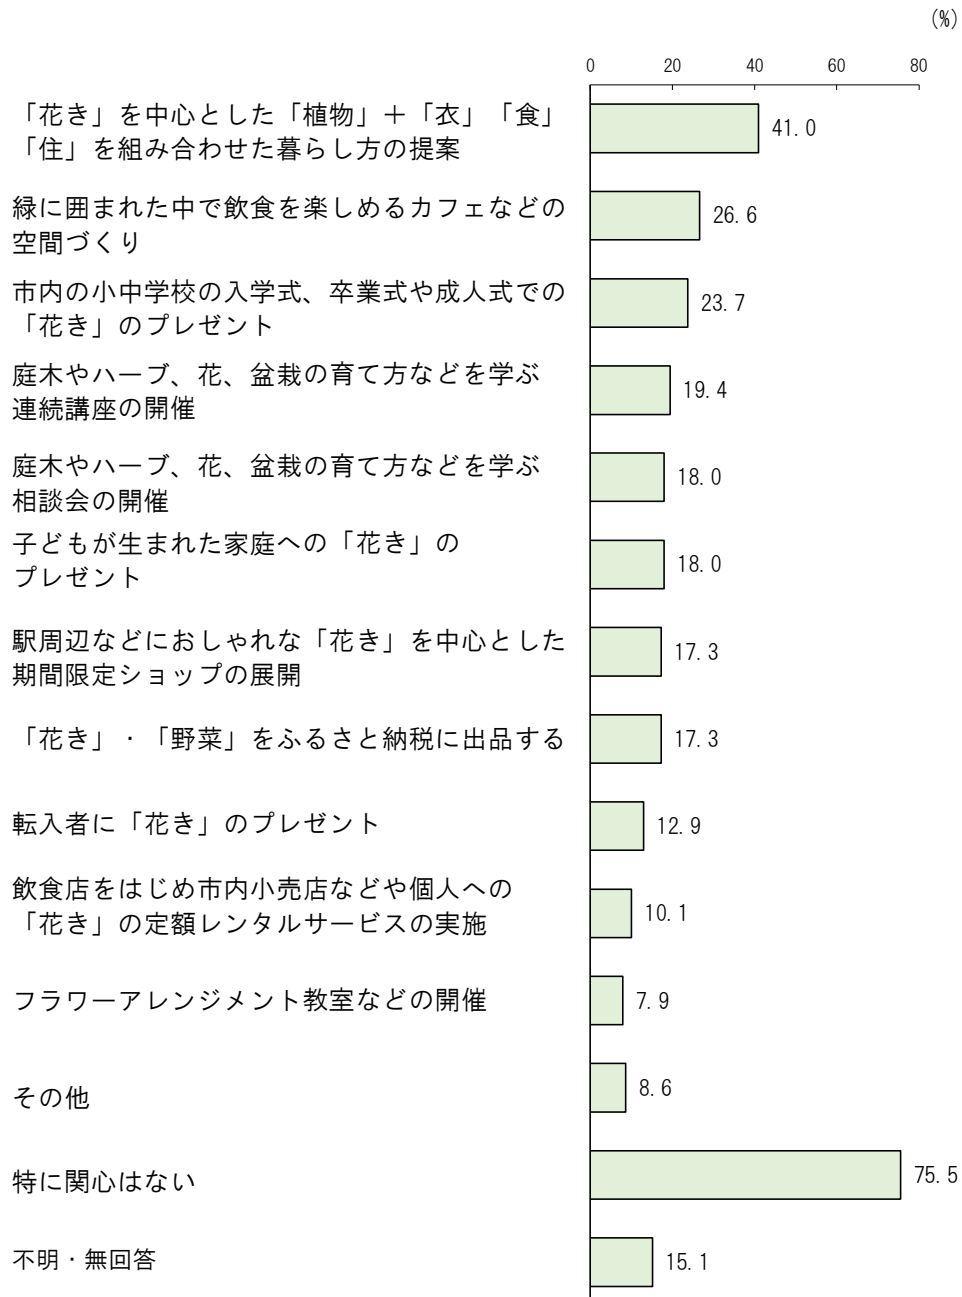 (%)
0 20 40 60 80
「花き」を中心とした「植物」＋「衣」「食」
「住」を組み合わせた暮らし方の提案
41.0
緑に囲まれた中で飲食を楽しめるカフェなどの
空間づくり
26.6
市内の小中学校の入学式、卒業式や成人式での
「花き」のプレゼント
23.7
庭木やハーブ、花、盆栽の育て方などを学ぶ
連続講座の開催
19.4
庭木やハーブ、花、盆栽の育て方などを学ぶ
相談会の開催
18.0
子どもが生まれた家庭への「花き」の
プレゼント
18.0
駅周辺などにおしゃれな「花き」を中心とした
期間限定ショップの展開
17.3
「花き」・「野菜」をふるさと納税に出品する
17.3
転入者に「花き」のプレゼント
12.9
飲食店をはじめ市内小売店などや個人への
「花き」の定額レンタルサービスの実施
10.1
フラワーアレンジメント教室などの開催
7.9
その他
8.6
特に関心はない
75.5
不明・無回答
15.1